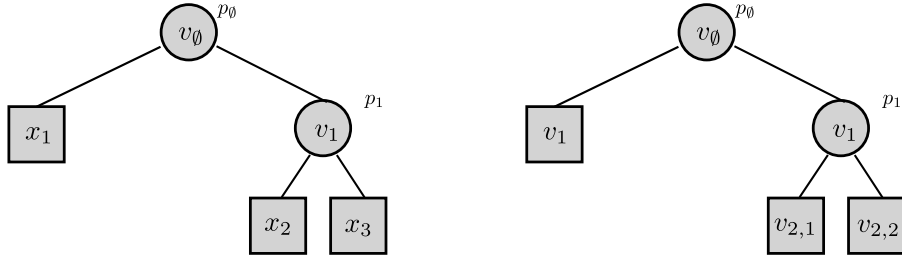 p_∅ p_∅
v_∅ v_∅
p_1 p_1
x_1 v_1 v_1 v_1
x_2 x_3 v_{2,1} v_{2,2}